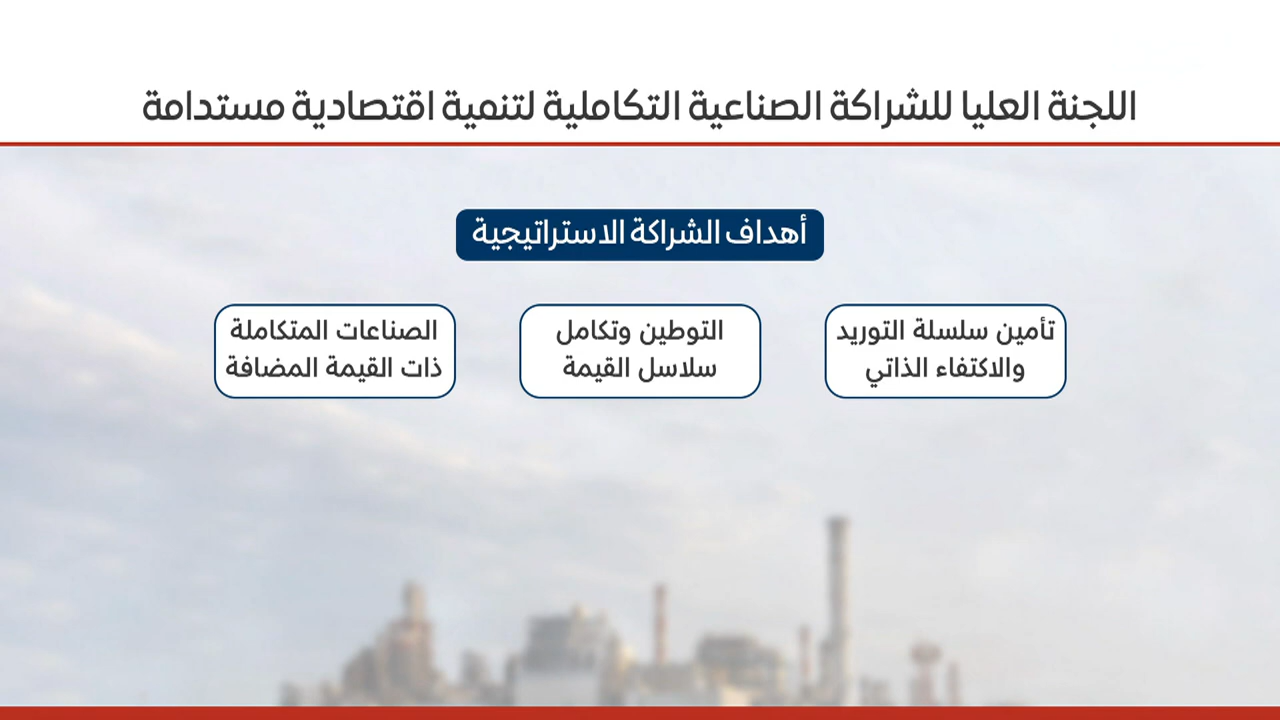 اللجنة العليا للشراكة الصناعية التكاملية لتنمية اقتصادية مستدامة
أهداف الشراكة الاستراتيجية
تأمين سلسلة التوريد
والاكتفاء الذاتي
التوطين وتكامل
سلاسل القيمة
الصناعات المتكاملة
ذات القيمة المضافة